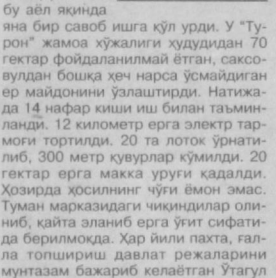 бу аёл яқинда
яна бир савоб ишга қўл урди. У “Ту-
рон” жамоа хўжалиги ҳудудидан 70
гектар фойдаланилмай ётган, саксо-
вулдан бошқа ҳеч нарса ўсмайдиган
ер майдонини ўзлаштирди. Натижа-
да 14 нафар киши иш билан таъмин-
ланди. 12 километр ерга электр тар-
моғи тортилди. 20 та лоток ўрнати-
либ, 300 метр қувурлар кўмилди. 20
гектар ерга макка уруғи қадалди.
Ҳозирда ҳосилнинг чўғи ёмон эмас.
Туман марказидаги чиқиндилар оли-
ниб, қайта эланиб ерга ўғит сифати-
да берилмоқда. Ҳар йили пахта, ғал-
ла топшириш давлат режаларини
мунтазам бажариб келаётган Ўтагул